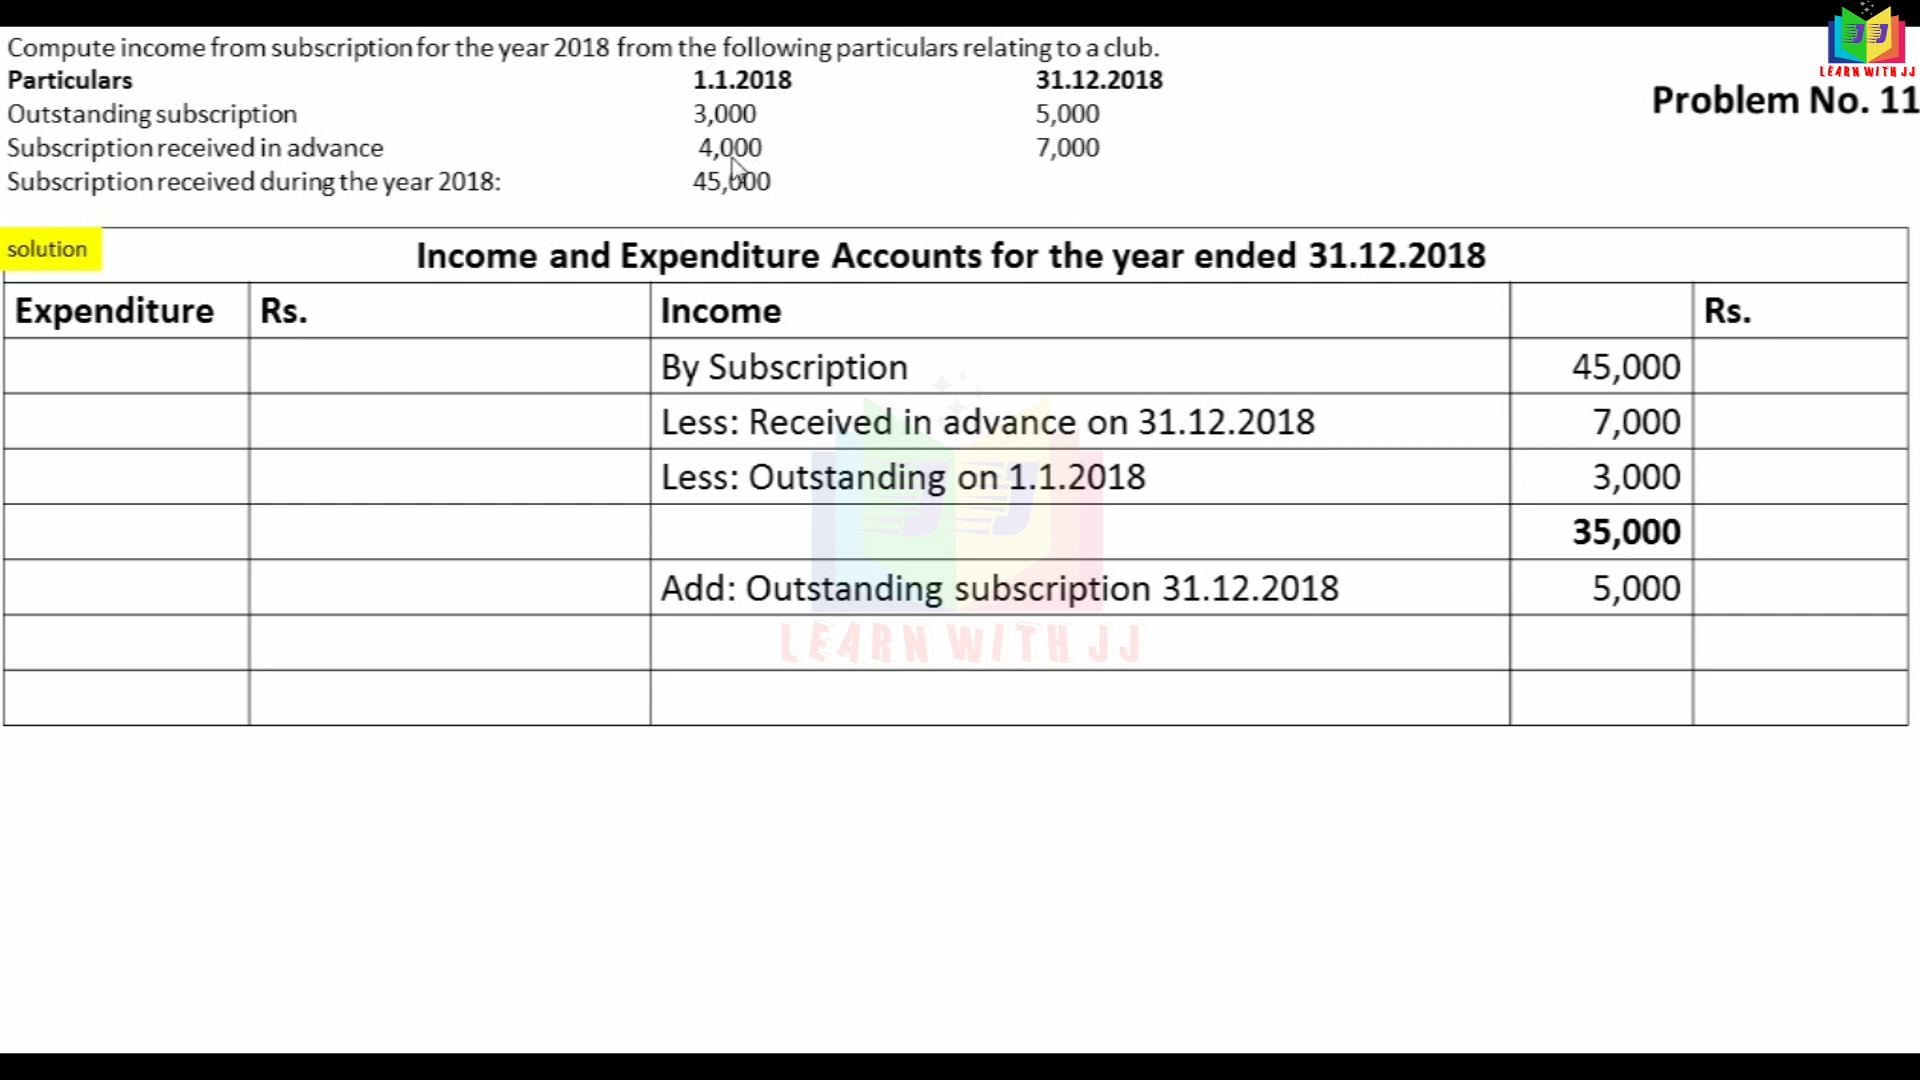 Compute income from subscription for the year 2018 from the following particulars relating to a club.
Particulars 1.1.2018 31.12.2018
Outstanding subscription 3,000 5,000
Subscription received in advance 4,000 7,000
Subscription received during the year 2018: 45,000
LEARN WITH JJ
Problem No. 11
solution
Income and Expenditure Accounts for the year ended 31.12.2018
Expenditure Rs. Income Rs.
By Subscription 45,000
Less: Received in advance on 31.12.2018 7,000
Less: Outstanding on 1.1.2018 3,000
35,000
Add: Outstanding subscription 31.12.2018 5,000
LEARN WITH JJ